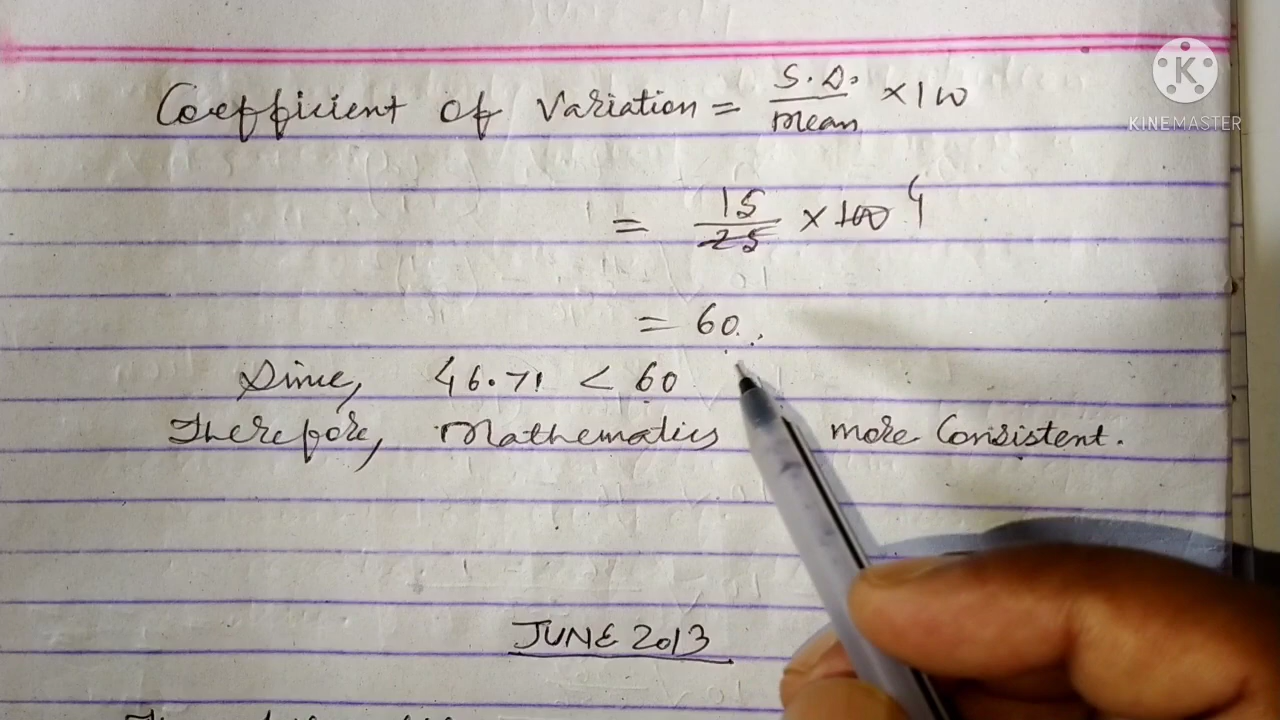 Coefficient of Variation = S.D. / Mean × 100
K
KINEMASTER
= 15 / 25 × 100 4
= 60.
Since, 46.71 < 60
Therefore, Mathematics more Consistent.
JUNE 2013